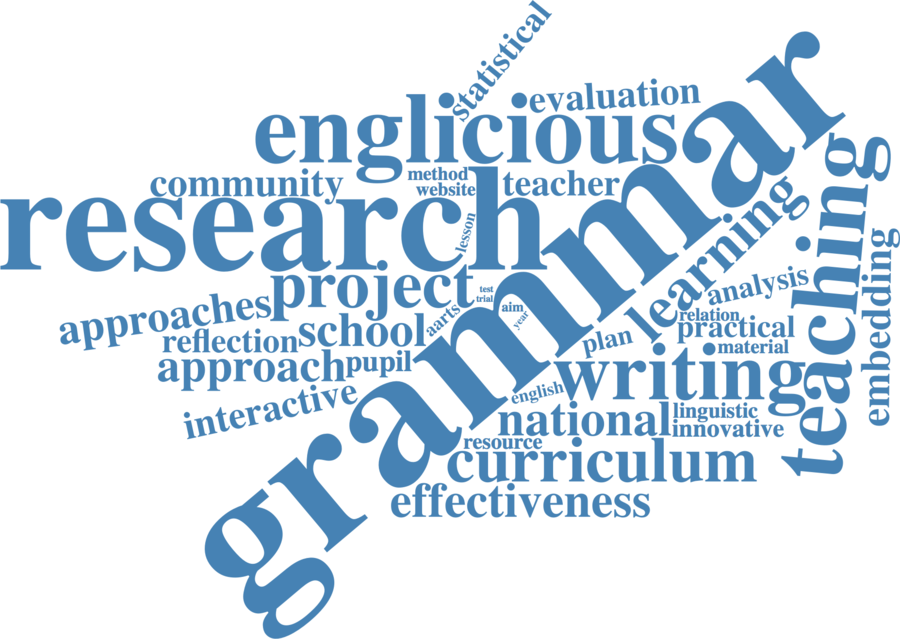 statistical
evaluation
englicious
method
community
website
teacher
research
lesson
grammar
learning
teaching
embedding
project
test
trial
aim
year
aarts
analysis
relation
approaches
reflection
school
practical
plan
material
approach
pupil
writing
interactive
english
national
linguistic
innovative
resource
curriculum
effectiveness